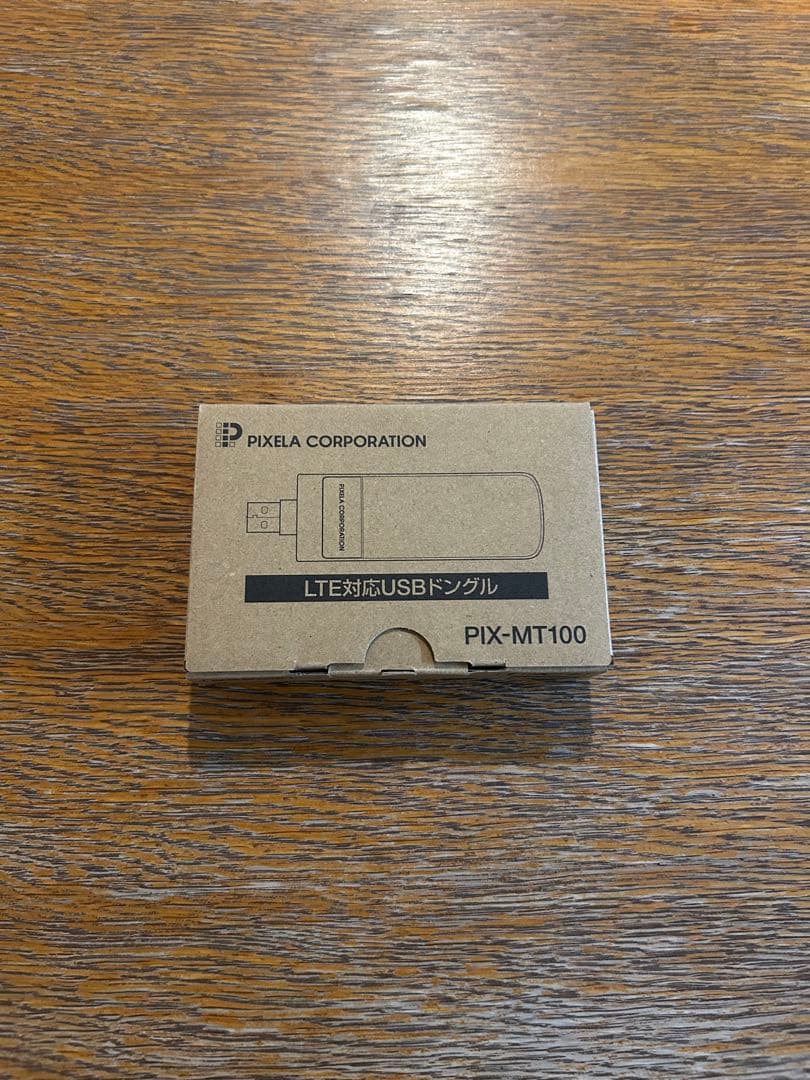 PIXELA CORPORATION
PIXELA CORPORATION
LTE対応USBドングル
PIX-MT100